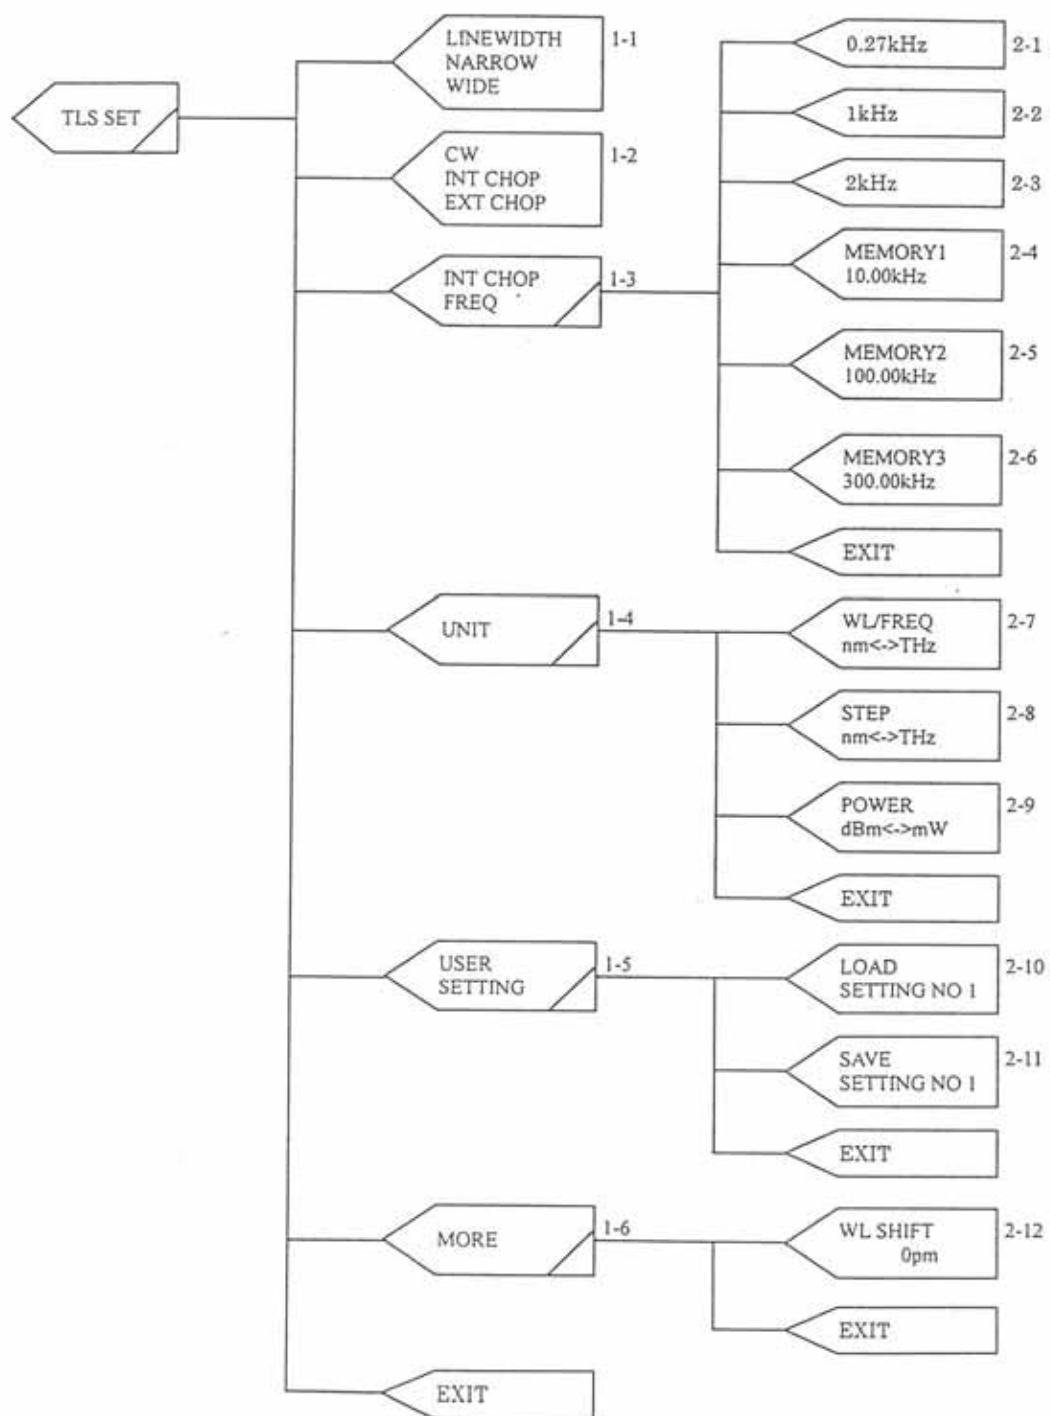 TLS SET
LINEWIDTH
NARROW
WIDE
1-1
CW
INT CHOP
EXT CHOP
1-2
INT CHOP
FREQ
1-3
0.27kHz
2-1
1kHz
2-2
2kHz
2-3
MEMORY1
10.00kHz
2-4
MEMORY2
100.00kHz
2-5
MEMORY3
300.00kHz
2-6
EXIT
UNIT
1-4
WL/FREQ
nm<->THz
2-7
STEP
nm<->THz
2-8
POWER
dBm<->mW
2-9
EXIT
USER
SETTING
1-5
LOAD
SETTING NO 1
2-10
SAVE
SETTING NO 1
2-11
EXIT
MORE
1-6
WL SHIFT
0pm
2-12
EXIT
EXIT